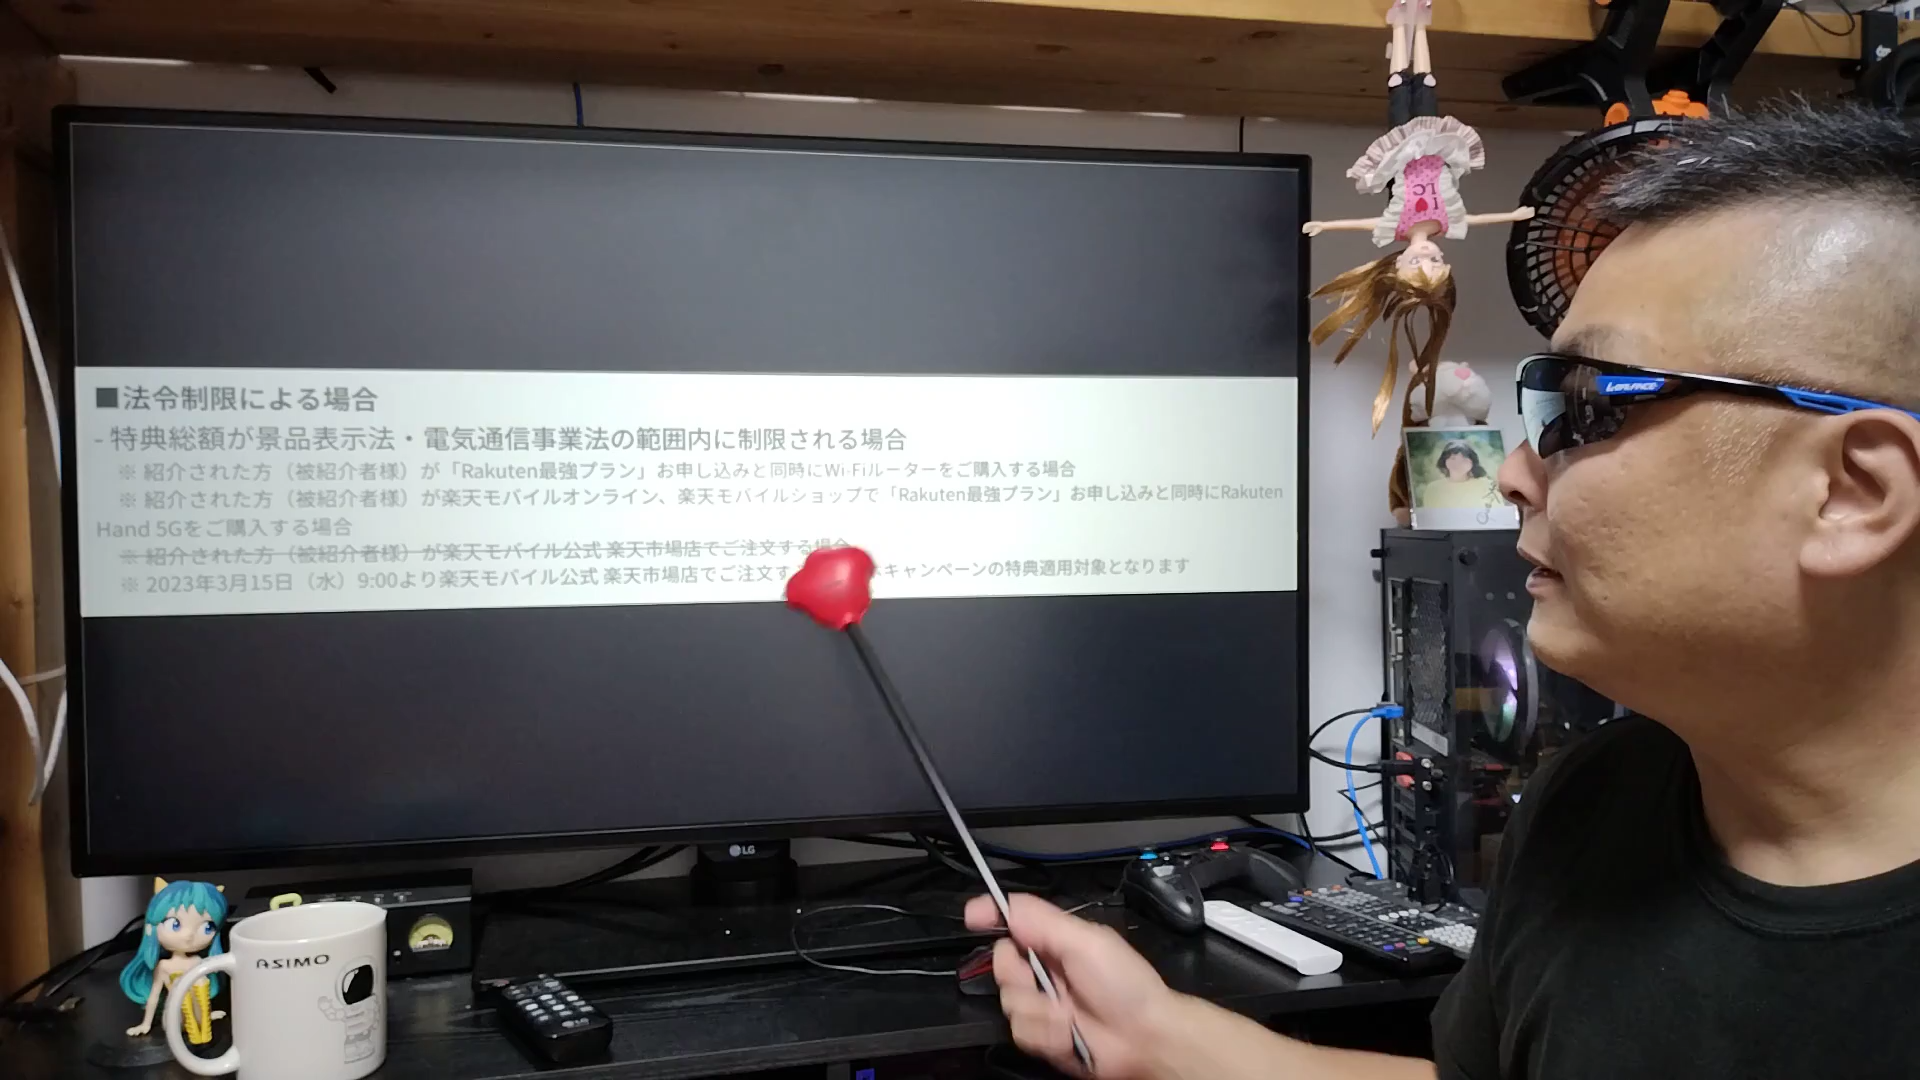 ■法令制限による場合
- 特典総額が景品表示法・電気通信事業法の範囲内に制限される場合
※ 紹介された方（被紹介者様）が「Rakuten最強プラン」お申し込みと同時にWi-Fiルーターをご購入する場合
※ 紹介された方（被紹介者様）が楽天モバイルオンライン、楽天モバイルショップで「Rakuten最強プラン」お申し込みと同時にRakuten
Hand 5Gをご購入する場合
※ 紹介された方（被紹介者様）が楽天モバイル公式 楽天市場店でご注文する場合
※ 2023年3月15日（水）9:00より楽天モバイル公式 楽天市場店でご注文す キャンペーンの特典適用対象となります
I ♥
LC
LG
ASIMO
LG